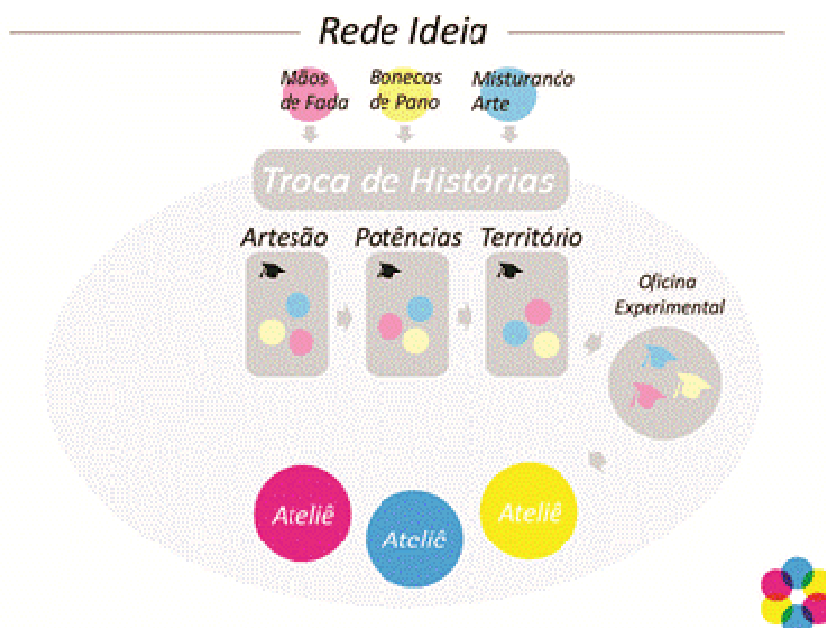 Rede Ideia
Mãos
de Fada
Bonecas
de Pano
Misturando
Arte
Troca de Histórias
Artesão
Potências
Território
Oficina
Experimental
Ateliê
Ateliê
Ateliê